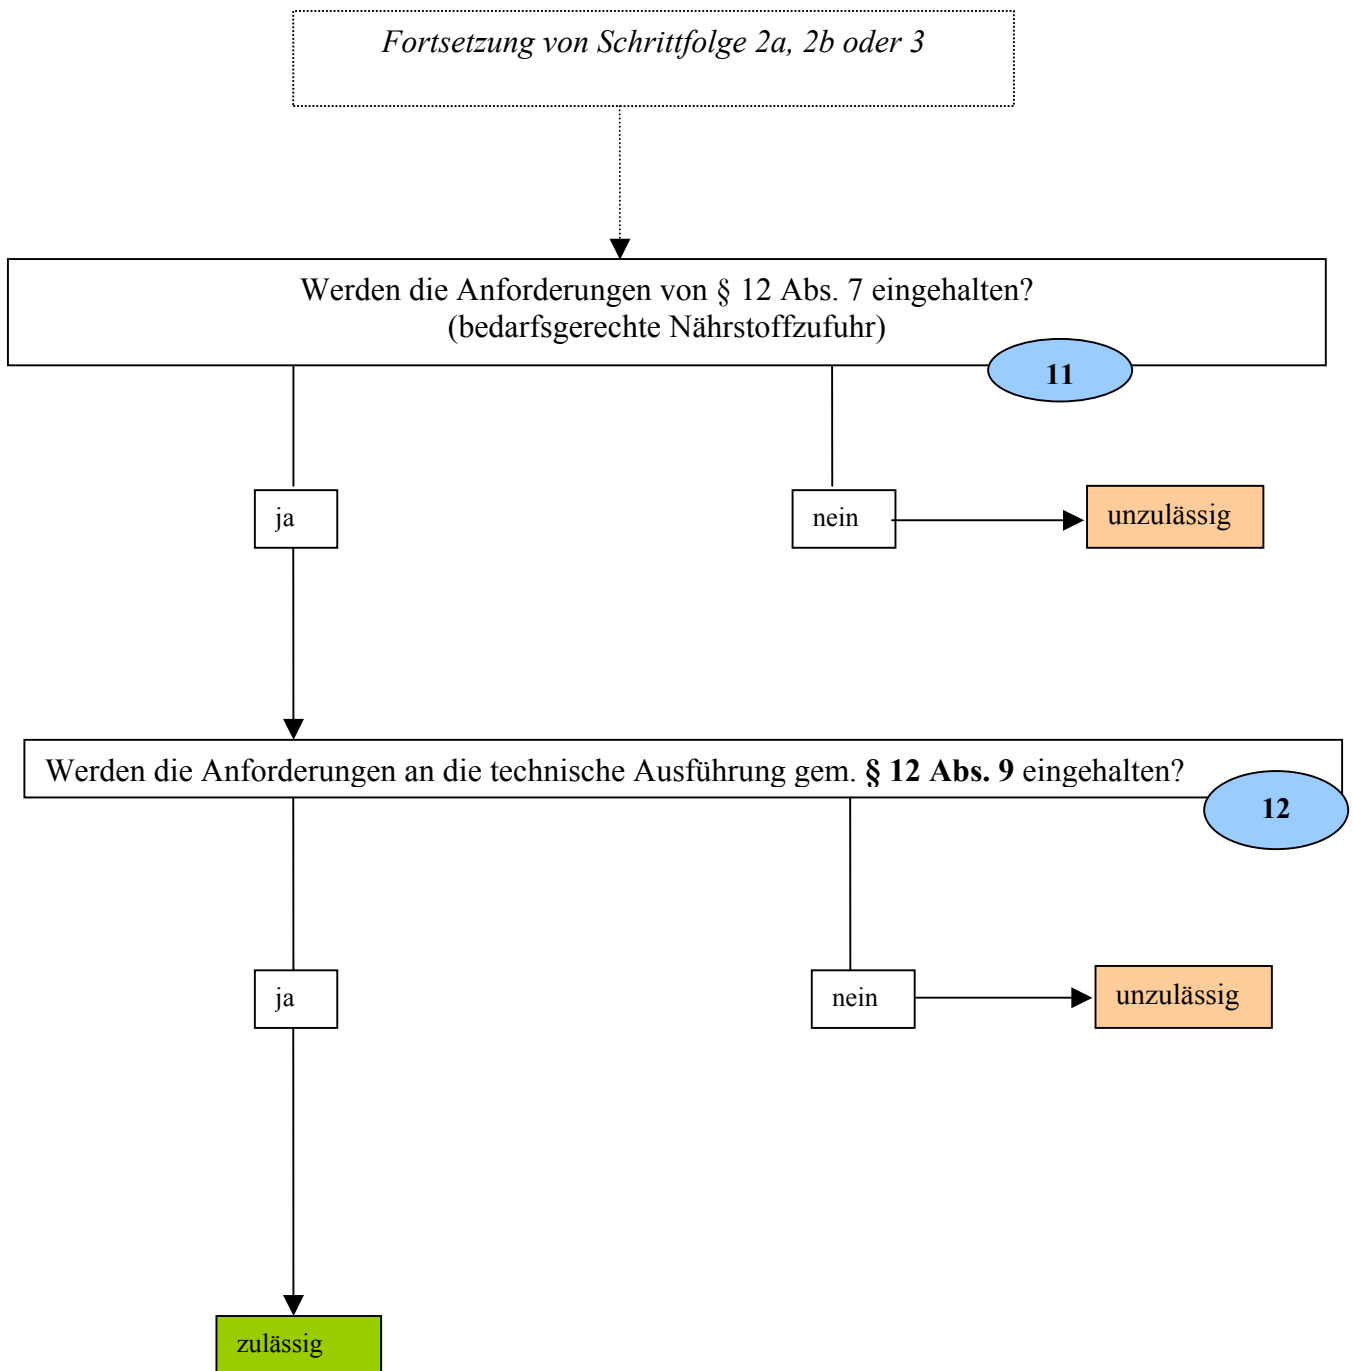 Fortsetzung von Schrittfolge 2a, 2b oder 3
Werden die Anforderungen von § 12 Abs. 7 eingehalten?
(bedarfsgerechte Nährstoffzufuhr)
11
ja
nein
unzulässig
Werden die Anforderungen an die technische Ausführung gem. § 12 Abs. 9 eingehalten?
12
ja
nein
unzulässig
zulässig